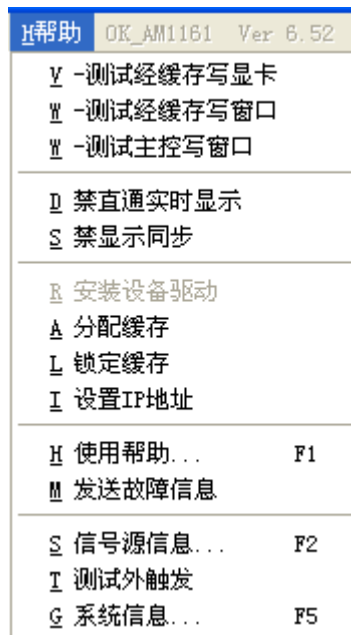 H帮助 OK_AM1161 Ver 6.52
V -测试经缓存写显卡
W -测试经缓存写窗口
W -测试主控写窗口
D 禁直通实时显示
S 禁显示同步
R 安装设备驱动
A 分配缓存
L 锁定缓存
I 设置IP地址
H 使用帮助... F1
M 发送故障信息
S 信号源信息... F2
T 测试外触发
G 系统信息... F5